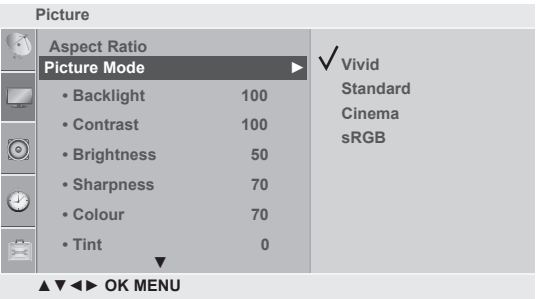 Picture
Aspect Ratio
Picture Mode ►
• Backlight 100
• Contrast 100
• Brightness 50
• Sharpness 70
• Colour 70
• Tint 0
▼
✓ Vivid
Standard
Cinema
sRGB
▲▼◄► OK MENU